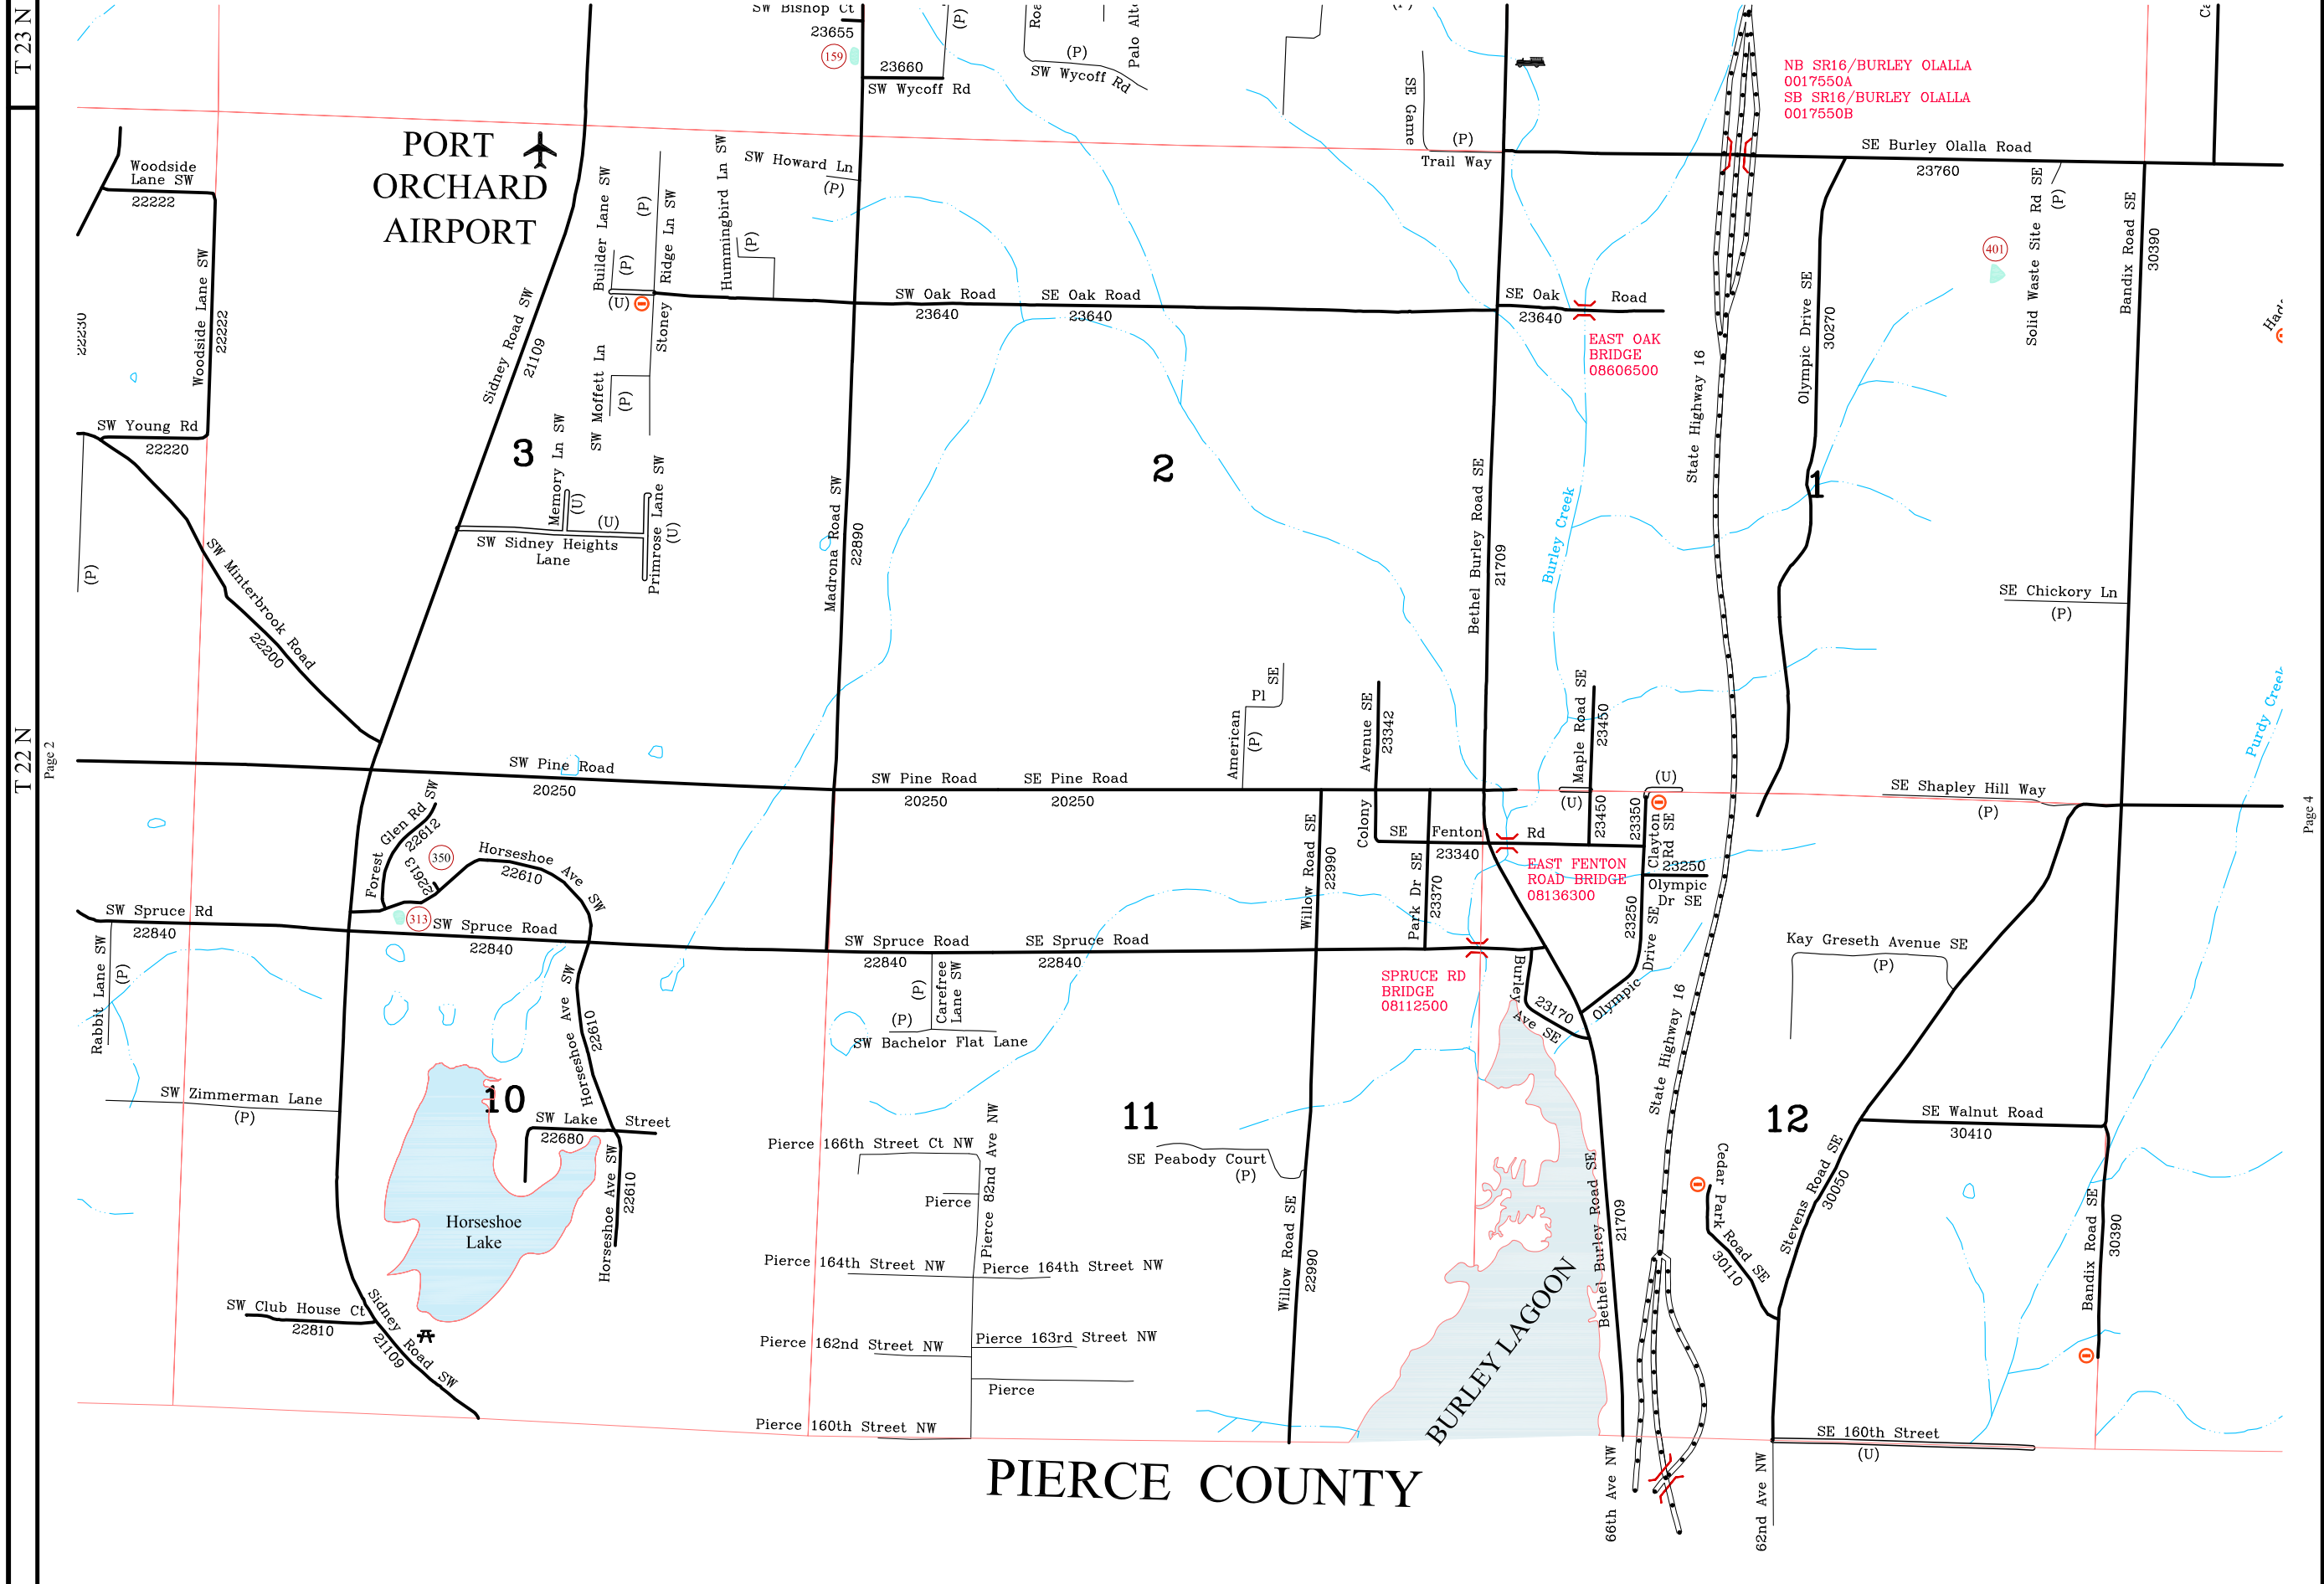 T 23 N
T 22 N
Page 2
Page 4
SW Bishop Ct
23655
159
23660
SW Wycoff Rd
(P)
(P)
SW Wycoff Rd
SE Game
(P)
Trail Way
NB SR16/BURLEY OLALLA
0017550A
SB SR16/BURLEY OLALLA
0017550B
SE Burley Olalla Road
23760
PORT
ORCHARD
AIRPORT
Woodside
Lane SW
22222
Woodside Lane SW
22222
22230
SW Young Rd
22220
(P)
SW Minterbrook Road
22200
Sidney Road SW
21109
Builder Lane SW
(P)
(P)
Ridge Ln SW
Stoney
(U)
Hummingbird Ln SW
(P)
SW Howard Ln
(P)
SW Oak Road
23640
SE Oak Road
23640
SE Oak
Road
23640
EAST OAK
BRIDGE
08606500
SW Moffett Ln
(P)
Memory Ln SW
(U)
(U)
SW Sidney Heights
Lane
Primrose Lane SW
(U)
3
2
1
Madrona Road SW
22890
Bethel Burley Road SE
21709
Burley Creek
State Highway 16
Olympic Drive SE
30270
401
Solid Waste Site Rd SE
(P)
Bandix Road SE
30390
SE Chickory Ln
(P)
Purdy Creek
SW Pine Road
20250
SW Pine Road
20250
SE Pine Road
20250
American
Pl
SE
(P)
Colony
Avenue SE
23342
Maple Road SE
23450
(U)
23450
(U)
23350
Clayton
Rd SE
SE Shapley Hill Way
(P)
Forest Glen Rd SW
22612
22613
350
313
Horseshoe Ave SW
22610
SE
Fenton
Rd
23340
EAST FENTON
ROAD BRIDGE
08136300
23250
Olympic
Dr SE
23250
Olympic Drive SE
Park Dr SE
23370
Willow Road SE
22990
SW Spruce Rd
22840
SW Spruce Road
22840
SW Spruce Road
22840
SE Spruce Road
22840
SPRUCE RD
BRIDGE
08112500
Burley
Ave SE
23170
Kay Greseth Avenue SE
(P)
Rabbit Lane SW
(P)
Carefree
Lane SW
(P)
(P)
SW Bachelor Flat Lane
Horseshoe Ave SW
22610
State Highway 16
SW Zimmerman Lane
(P)
10
11
12
SW Lake
Street
22680
Horseshoe Ave SW
22610
Horseshoe
Lake
Pierce 166th Street Ct NW
Pierce 82nd Ave NW
Pierce
Pierce 164th Street NW
Pierce 164th Street NW
Pierce 162nd Street NW
Pierce 163rd Street NW
Pierce
Pierce 160th Street NW
SE Peabody Court
(P)
Willow Road SE
22990
Bethel Burley Road SE
21709
BURLEY LAGOON
SE Walnut Road
30410
Cedar Park Road SE
30110
Stevens Road SE
30050
Bandix Road SE
30390
SW Club House Ct
22810
Sidney Road SW
21109
SE 160th Street
(U)
66th Ave NW
62nd Ave NW
PIERCE COUNTY